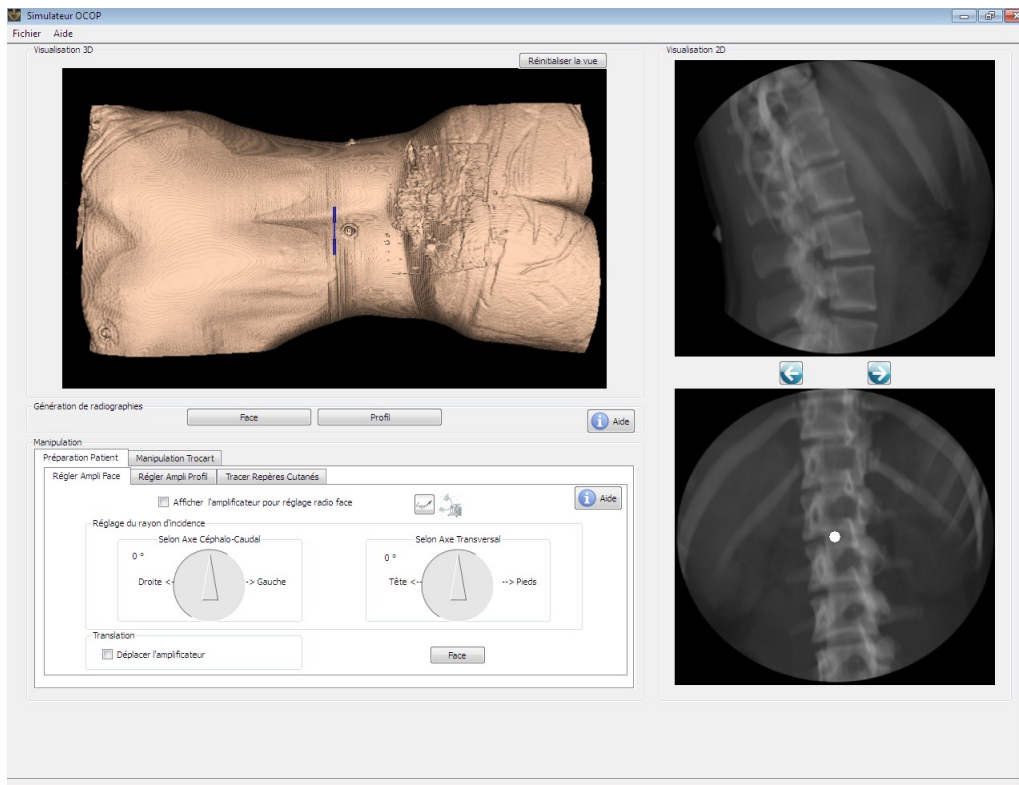 Simulateur OCOP
Fichier Aide
Visualisation 3D
Réinitialiser la vue
Visualisation 2D
Génération de radiographies
Face
Profil
Aide
Manipulation
Préparation Patient
Manipulation Trocart
Régler Ampli Face
Régler Ampli Profil
Tracer Repères Cutanés
Afficher l'amplificateur pour réglage radio face
Aide
Réglage du rayon d'incidence
Selon Axe Céphalo-Caudal
0 °
Droite <-
-> Gauche
Selon Axe Transversal
0 °
Tête <--
--> Pieds
Translation
Déplacer l'amplificateur
Face